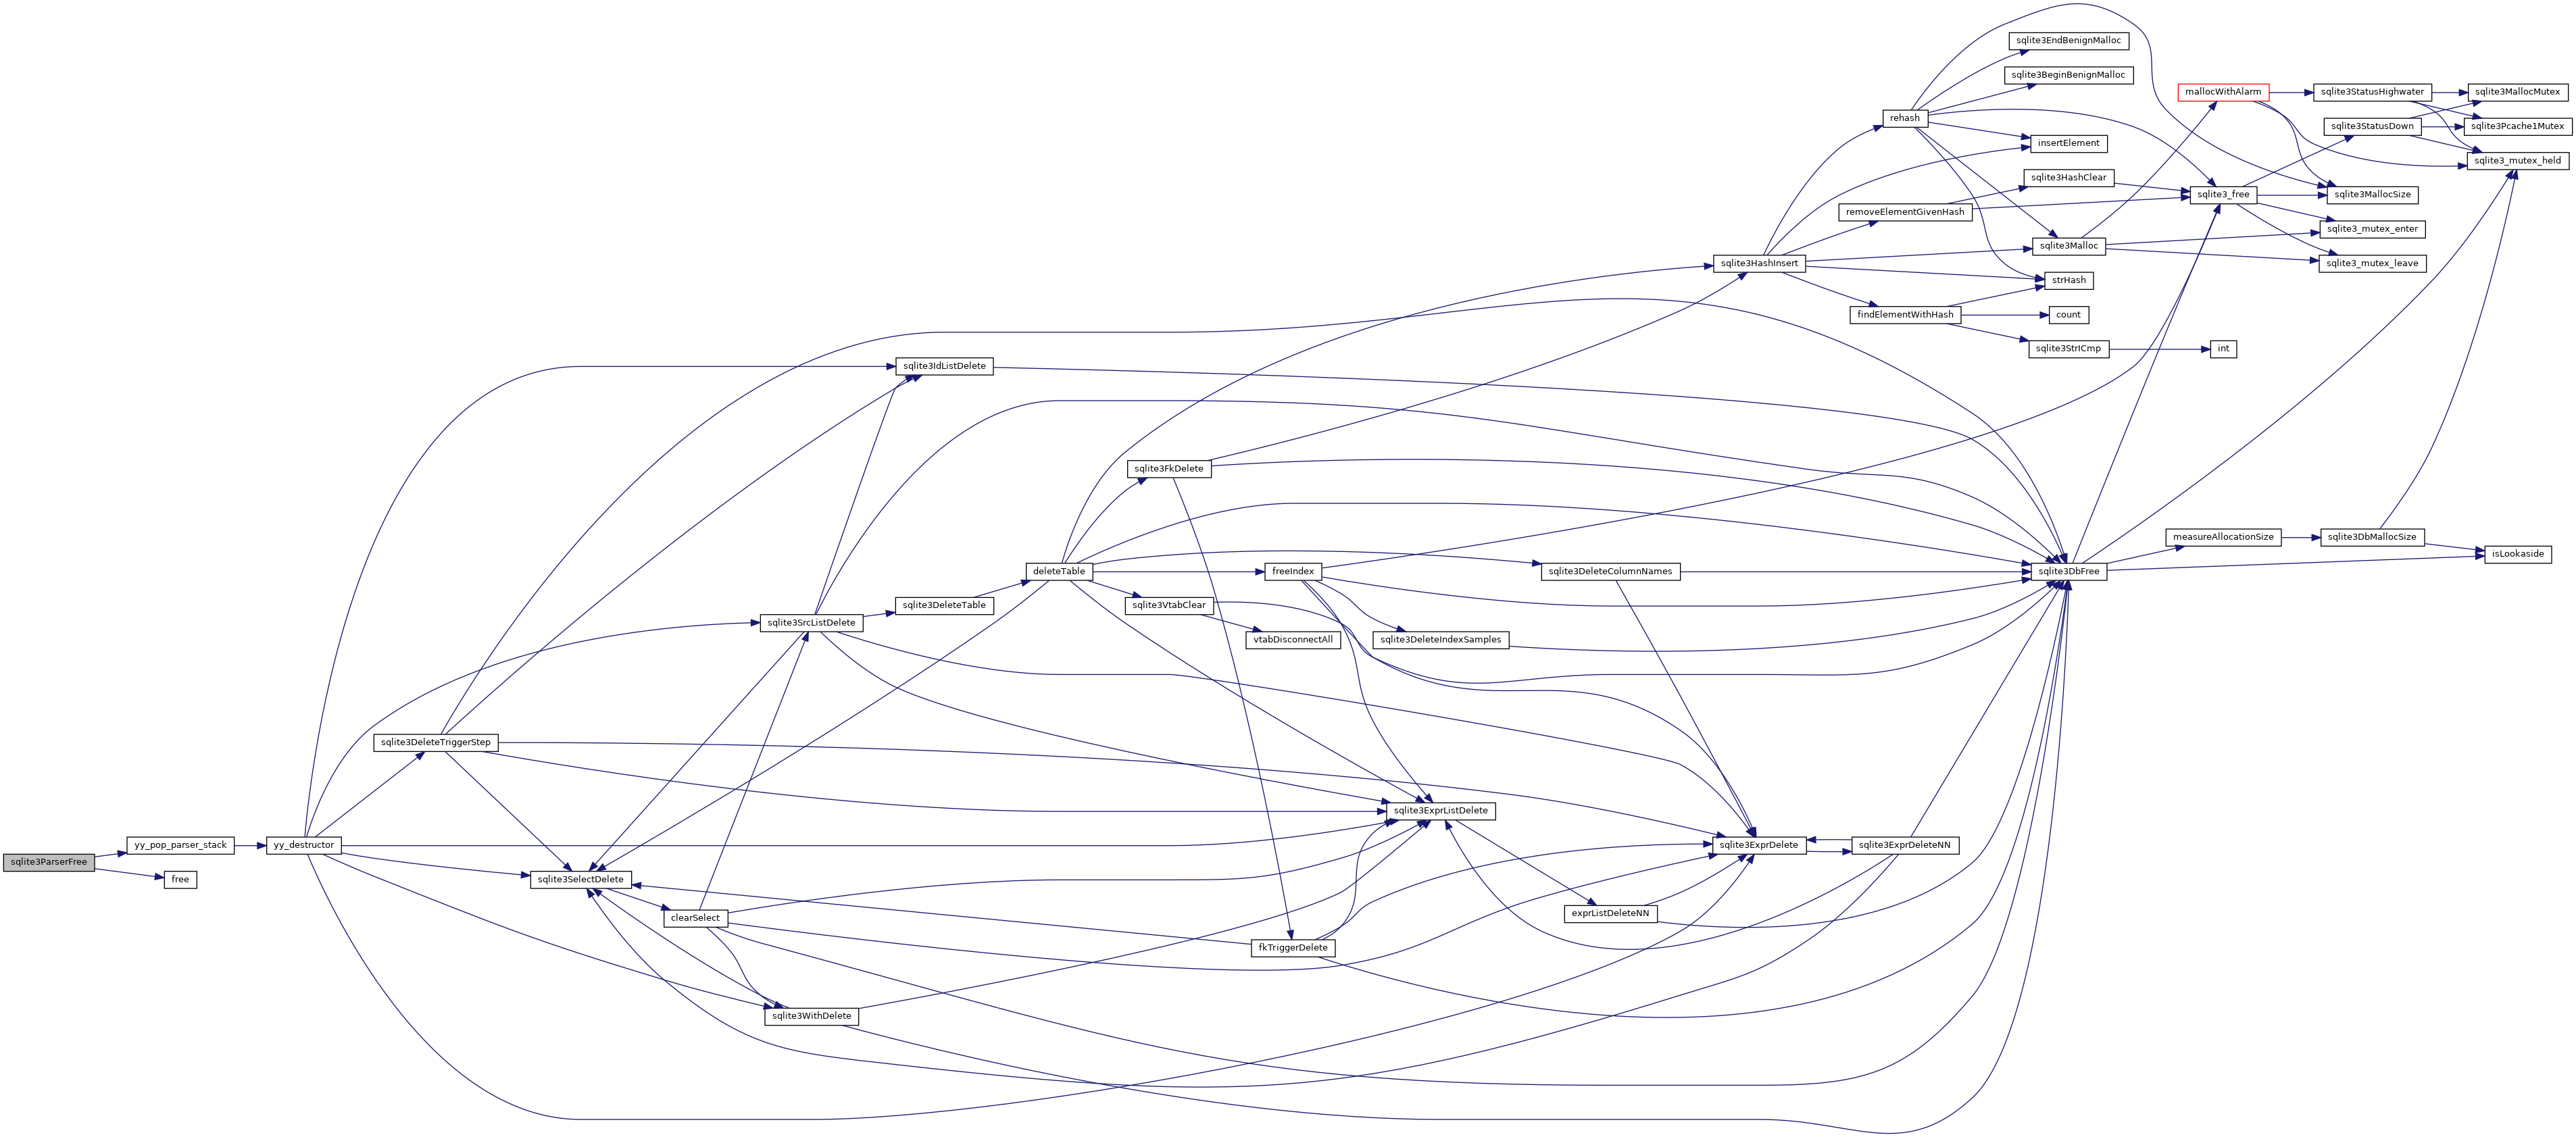 sqlite3ParserFree
yy_pop_parser_stack
free
yy_destructor
sqlite3DeleteTriggerStep
sqlite3IdListDelete
sqlite3SelectDelete
clearSelect
sqlite3SrcListDelete
sqlite3WithDelete
sqlite3DeleteTable
deleteTable
sqlite3FkDelete
sqlite3VtabClear
vtabDisconnectAll
freeIndex
fkTriggerDelete
sqlite3DeleteIndexSamples
sqlite3ExprListDelete
sqlite3DeleteColumnNames
exprListDeleteNN
sqlite3ExprDelete
sqlite3ExprDeleteNN
sqlite3HashInsert
rehash
removeElementGivenHash
findElementWithHash
sqlite3EndBenignMalloc
sqlite3BeginBenignMalloc
insertElement
sqlite3HashClear
sqlite3Malloc
strHash
count
sqlite3StrICmp
int
sqlite3DbFree
mallocWithAlarm
sqlite3_free
measureAllocationSize
sqlite3StatusHighwater
sqlite3StatusDown
sqlite3MallocSize
sqlite3_mutex_enter
sqlite3_mutex_leave
sqlite3DbMallocSize
sqlite3MallocMutex
sqlite3Pcache1Mutex
sqlite3_mutex_held
isLookaside